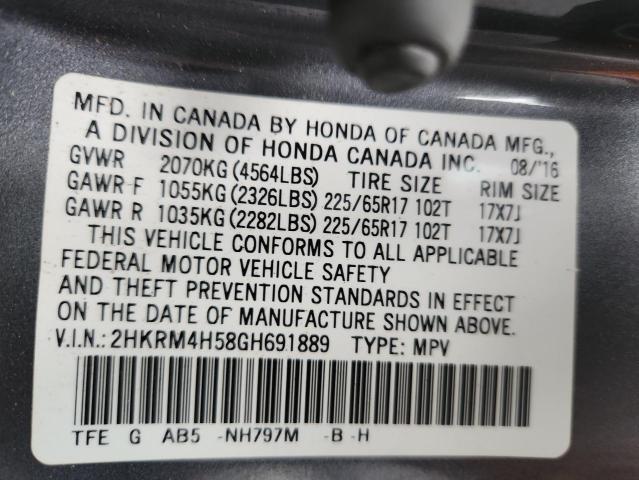 MFD. IN CANADA BY HONDA OF CANADA MFG.,
A DIVISION OF HONDA CANADA INC. 08/'16
GVWR 2070KG (4564LBS) TIRE SIZE RIM SIZE
GAWR F 1055KG (2326LBS) 225/65R17 102T 17X7J
GAWR R 1035KG (2282LBS) 225/65R17 102T 17X7J
THIS VEHICLE CONFORMS TO ALL APPLICABLE
FEDERAL MOTOR VEHICLE SAFETY
AND THEFT PREVENTION STANDARDS IN EFFECT
ON THE DATE OF MANUFACTURE SHOWN ABOVE.
V.I.N.: 2HKRM4H58GH691889 TYPE: MPV
TFE G AB5 -NH797M -B -H